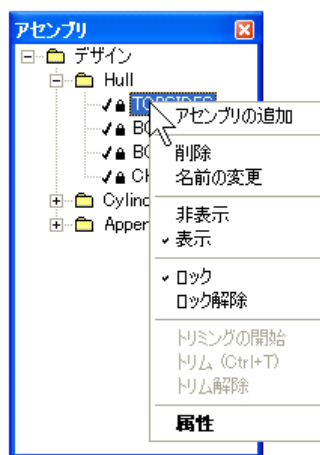 アセンブリ
デザイン
Hull
アセンブリの追加
削除
名前の変更
非表示
表示
ロック
ロック解除
トリミングの開始
トリム (Ctrl+T)
トリム解除
属性